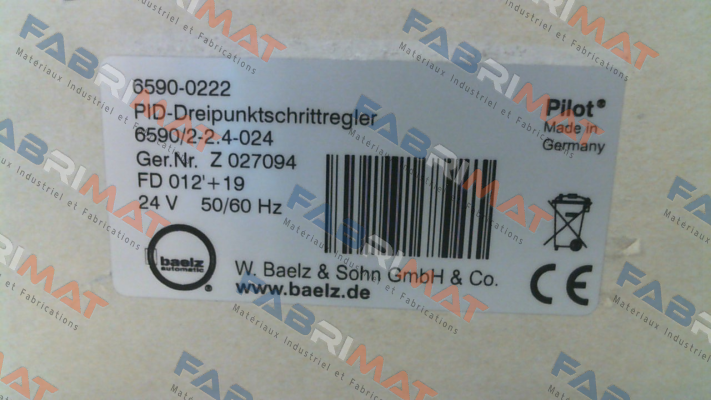 6590-0222
PID-Dreipunktschrittregler
6590/2-2.4-024
Ger.Nr. Z 027094
FD 012'+19
24 V 50/60 Hz
Pilot®
Made in
Germany
baelz
automatic
®
W. Baelz & Sohn GmbH & Co.
www.baelz.de
CE
FABRIMAT
Matériaux Industriel et Fabrications